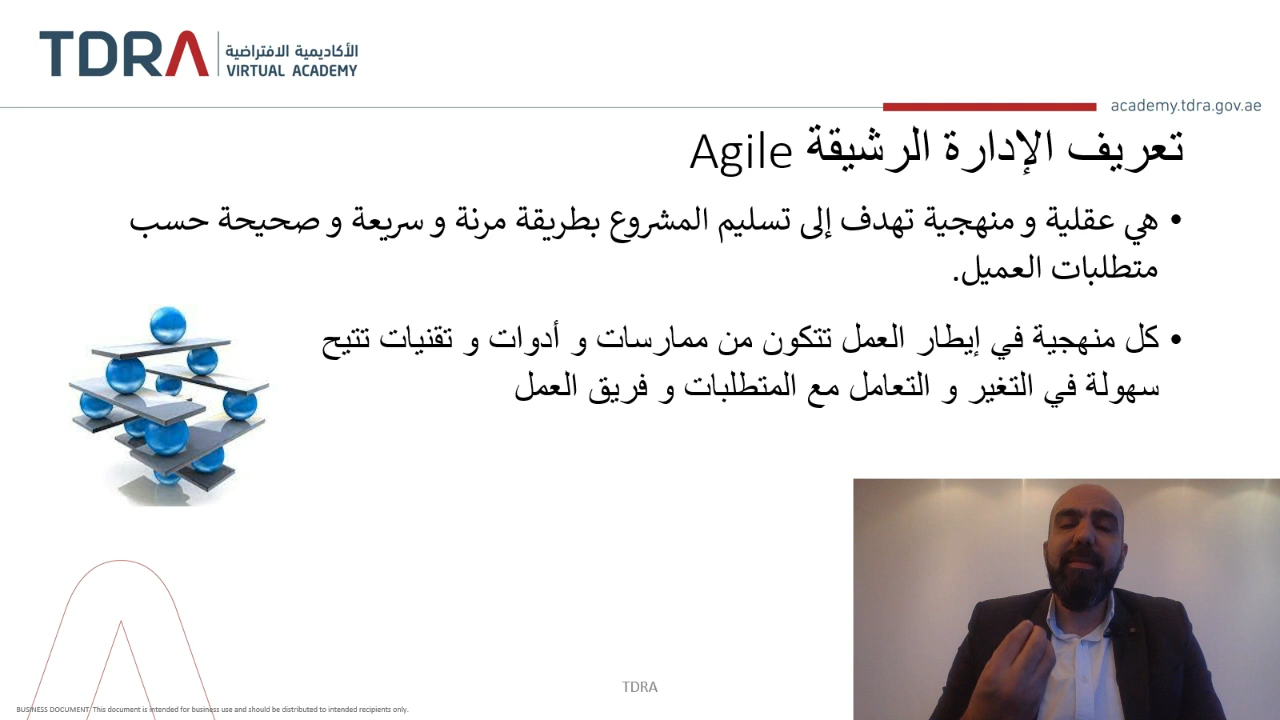 TDRA
الأكاديمية الافتراضية
VIRTUAL ACADEMY
academy.tdra.gov.ae
تعريف الإدارة الرشيقة Agile
• هي عقلية و منهجية تهدف إلى تسليم المشروع بطريقة مرنة و سريعة و صحيحة حسب
متطلبات العميل.
• كل منهجية في إيطار العمل تتكون من ممارسات و أدوات و تقنيات تتيح
سهولة في التغير و التعامل مع المتطلبات و فريق العمل
TDRA
BUSINESS DOCUMENT: This document is intended for business use and should be distributed to intended recipients only.